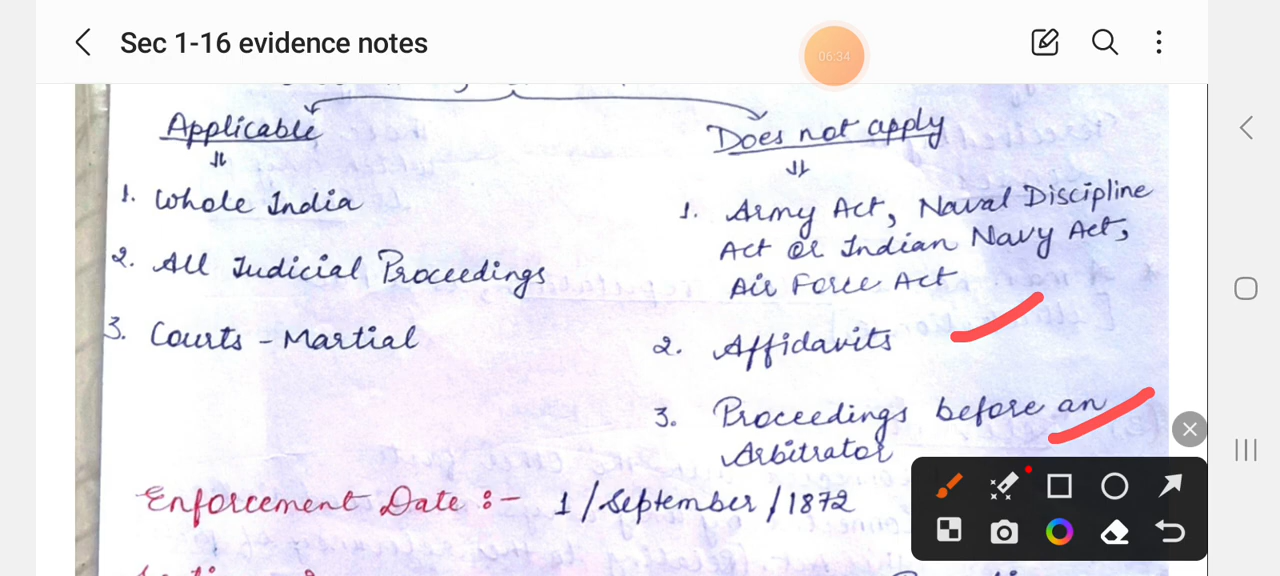 Sec 1-16 evidence notes
06:34
Applicable
Does not apply
1. Whole India
2. All Judicial Proceedings
3. Courts - Martial
1. Army Act, Naval Discipline
Act or Indian Navy Act,
Air Force Act
2. Affidavits
3. Proceedings before an
Arbitrator
Enforcement Date :- 1/September/1872